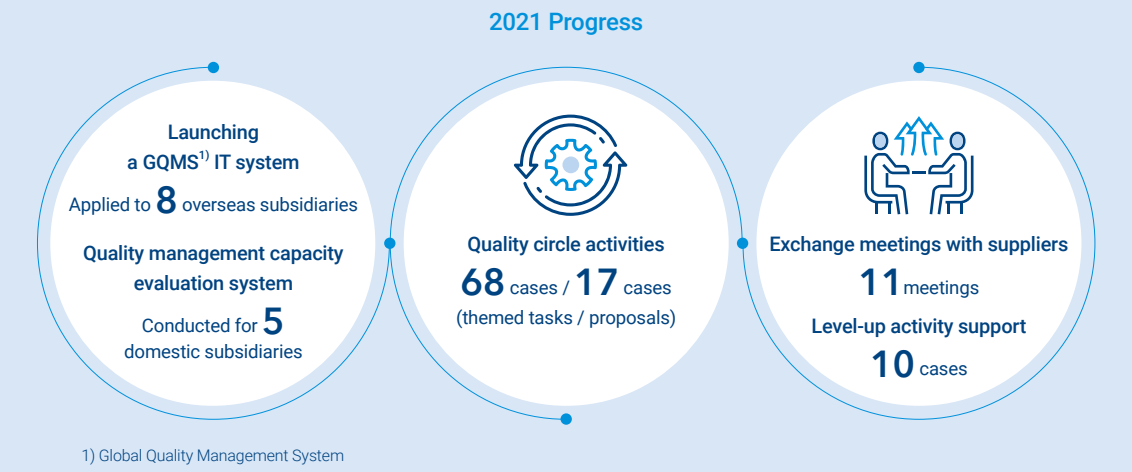 2021 Progress
Launching
a GQMS1) IT system
Applied to 8 overseas subsidiaries
Quality management capacity
evaluation system
Conducted for 5
domestic subsidiaries
Quality circle activities
68 cases / 17 cases
(themed tasks / proposals)
Exchange meetings with suppliers
11 meetings
Level-up activity support
10 cases
1) Global Quality Management System